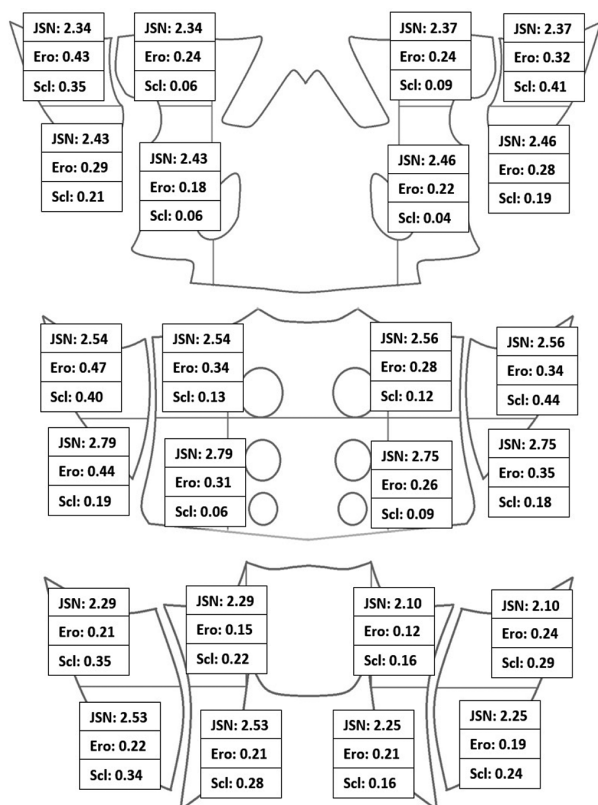 JSN: 2.34
Ero: 0.43
Scl: 0.35
JSN: 2.34
Ero: 0.24
Scl: 0.06
JSN: 2.37
Ero: 0.24
Scl: 0.09
JSN: 2.37
Ero: 0.32
Scl: 0.41
JSN: 2.43
Ero: 0.29
Scl: 0.21
JSN: 2.43
Ero: 0.18
Scl: 0.06
JSN: 2.46
Ero: 0.22
Scl: 0.04
JSN: 2.46
Ero: 0.28
Scl: 0.19
JSN: 2.54
Ero: 0.47
Scl: 0.40
JSN: 2.54
Ero: 0.34
Scl: 0.13
JSN: 2.56
Ero: 0.28
Scl: 0.12
JSN: 2.56
Ero: 0.34
Scl: 0.44
JSN: 2.79
Ero: 0.44
Scl: 0.19
JSN: 2.79
Ero: 0.31
Scl: 0.06
JSN: 2.75
Ero: 0.26
Scl: 0.09
JSN: 2.75
Ero: 0.35
Scl: 0.18
JSN: 2.29
Ero: 0.21
Scl: 0.35
JSN: 2.29
Ero: 0.15
Scl: 0.22
JSN: 2.10
Ero: 0.12
Scl: 0.16
JSN: 2.10
Ero: 0.24
Scl: 0.29
JSN: 2.53
Ero: 0.22
Scl: 0.34
JSN: 2.53
Ero: 0.21
Scl: 0.28
JSN: 2.25
Ero: 0.21
Scl: 0.16
JSN: 2.25
Ero: 0.19
Scl: 0.24